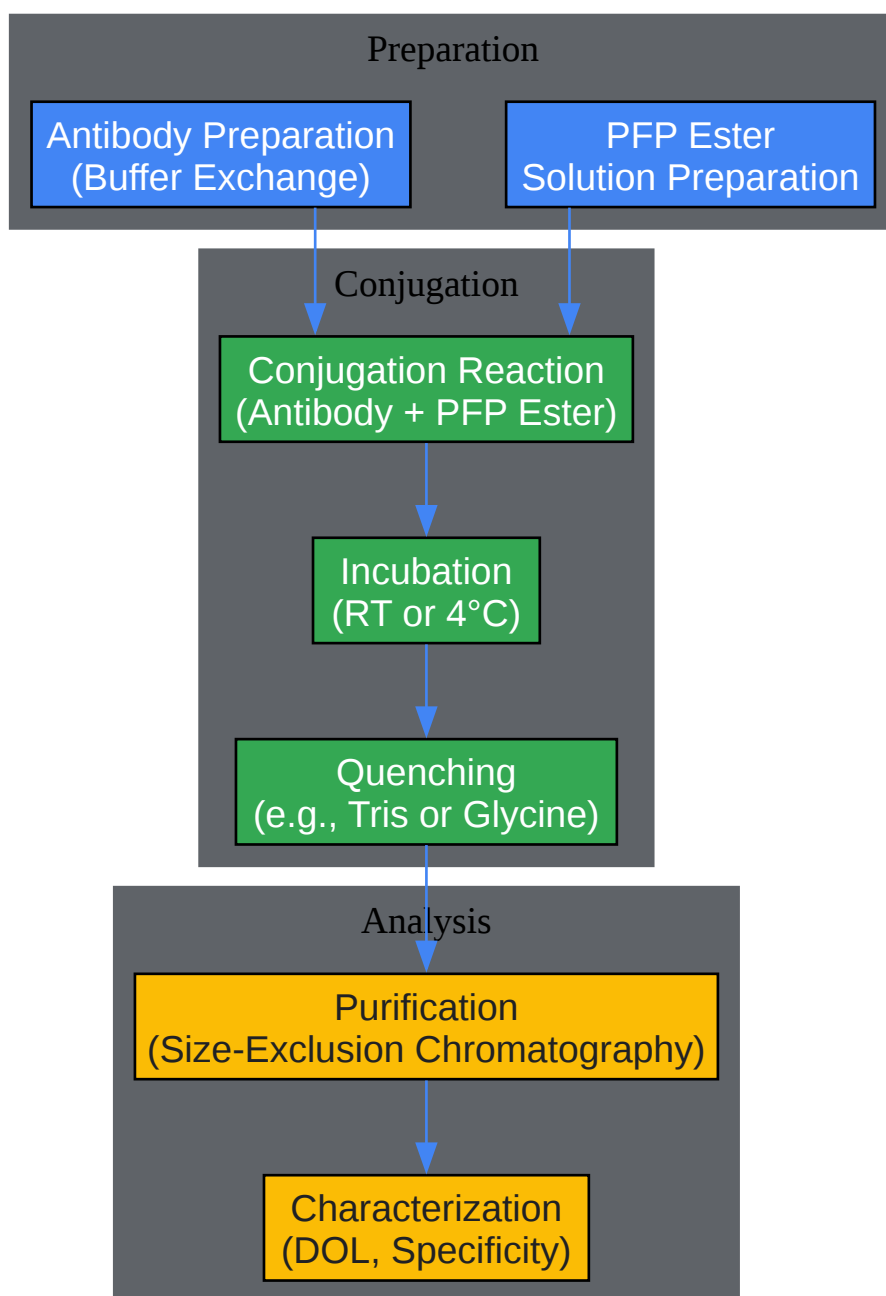 Preparation
Antibody Preparation
(Buffer Exchange)
PFP Ester
Solution Preparation
Conjugation
Conjugation Reaction
(Antibody + PFP Ester)
Incubation
(RT or 4°C)
Quenching
(e.g., Tris or Glycine)
Analysis
Purification
(Size-Exclusion Chromatography)
Characterization
(DOL, Specificity)